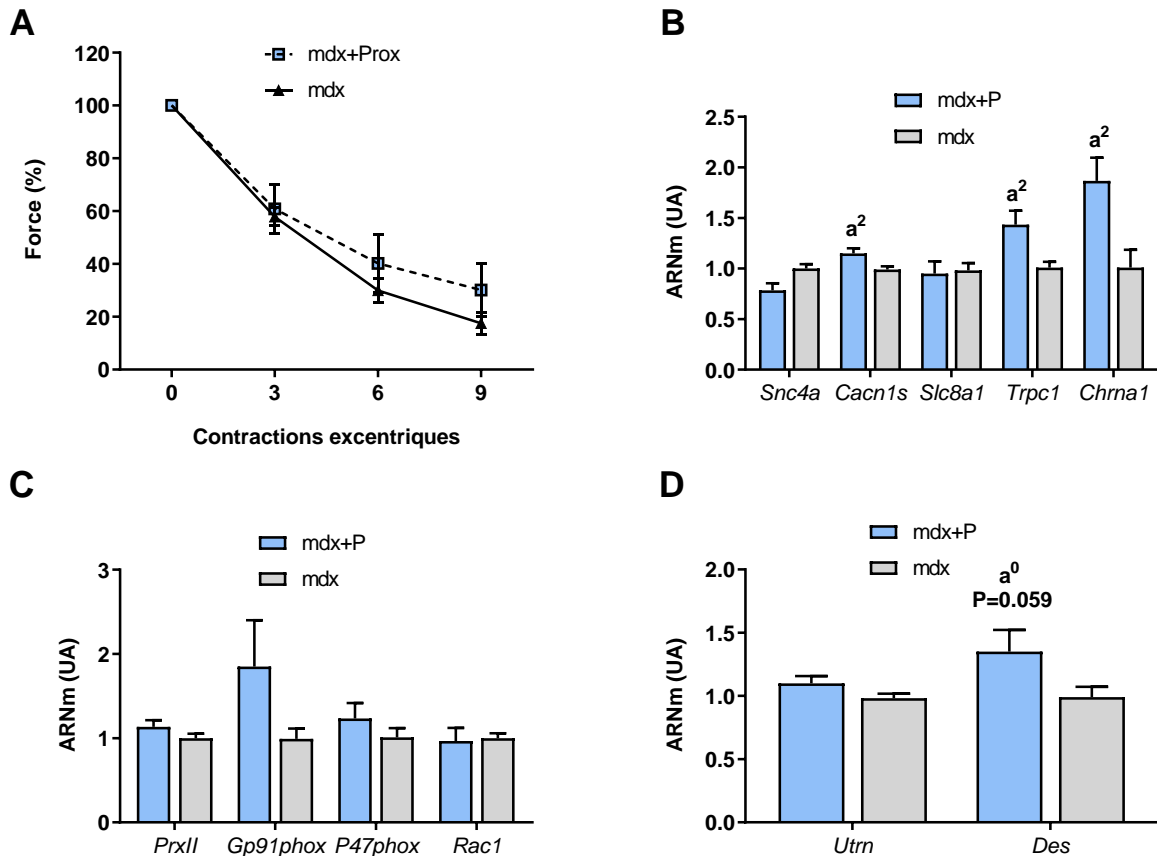 A
120
100
80
60
40
20
0
Force (%)
mdx+Prox
mdx
0 3 6 9
Contractions excentriques
B
2.5
2.0
1.5
1.0
0.5
0.0
ARNm (UA)
mdx+P
mdx
a²
a²
a²
Snc4a Cacn1s Slc8a1 Trpc1 Chrna1
C
3
2
1
0
ARNm (UA)
mdx+P
mdx
PrxII Gp91phox P47phox Rac1
D
2.0
1.5
1.0
0.5
0.0
ARNm (UA)
mdx+P
mdx
a⁰
P=0.059
Utrn Des